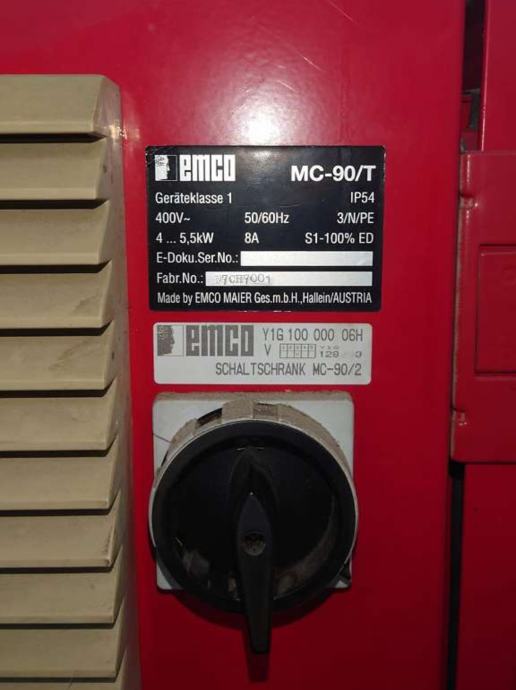 emco MC-90/T
Geräteklasse 1 IP54
400V~ 50/60Hz 3/N/PE
4 ... 5,5kW 8A S1-100% ED
E-Doku.Ser.No.:
Fabr.No.:
Made by EMCO MAIER Ges.m.b.H.,Hallein/AUSTRIA
emco Y1G 100 000 06H
V
SCHALTSCHRANK MC-90/2